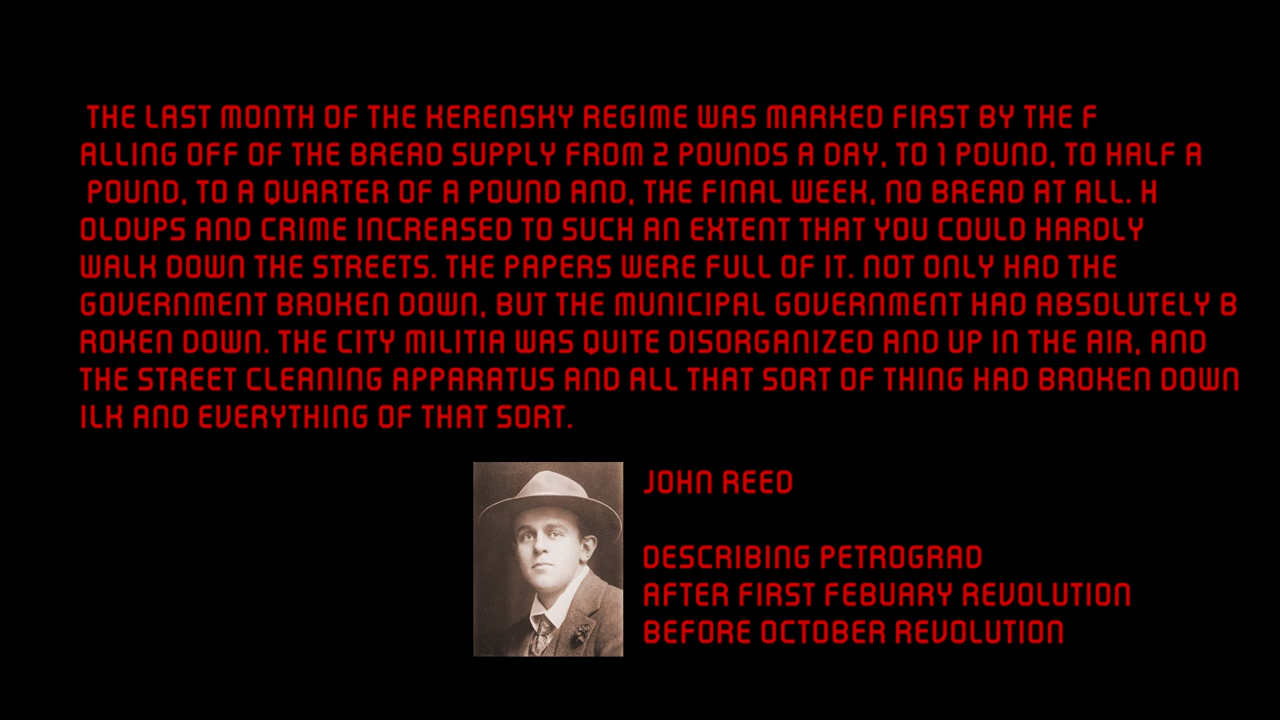 THE LAST MONTH OF THE KERENSKY REGIME WAS MARKED FIRST BY THE F
ALLING OFF OF THE BREAD SUPPLY FROM 2 POUNDS A DAY, TO 1 POUND, TO HALF A
POUND, TO A QUARTER OF A POUND AND, THE FINAL WEEK, NO BREAD AT ALL. H
OLDUPS AND CRIME INCREASED TO SUCH AN EXTENT THAT YOU COULD HARDLY
WALK DOWN THE STREETS. THE PAPERS WERE FULL OF IT. NOT ONLY HAD THE
GOVERNMENT BROKEN DOWN, BUT THE MUNICIPAL GOVERNMENT HAD ABSOLUTELY B
ROKEN DOWN. THE CITY MILITIA WAS QUITE DISORGANIZED AND UP IN THE AIR, AND
THE STREET CLEANING APPARATUS AND ALL THAT SORT OF THING HAD BROKEN DOWN
ILK AND EVERYTHING OF THAT SORT.
JOHN REED
DESCRIBING PETROGRAD
AFTER FIRST FEBUARY REVOLUTION
BEFORE OCTOBER REVOLUTION